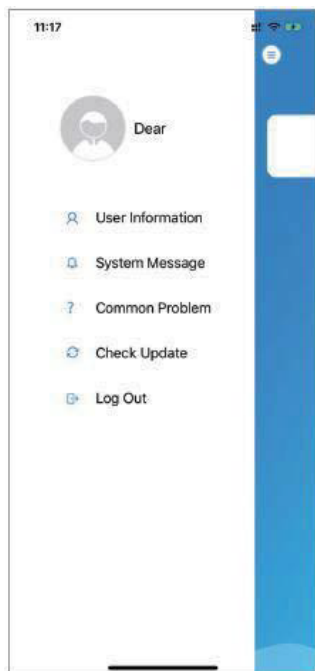 11:17
Dear
User Information
System Message
? Common Problem
Check Update
Log Out